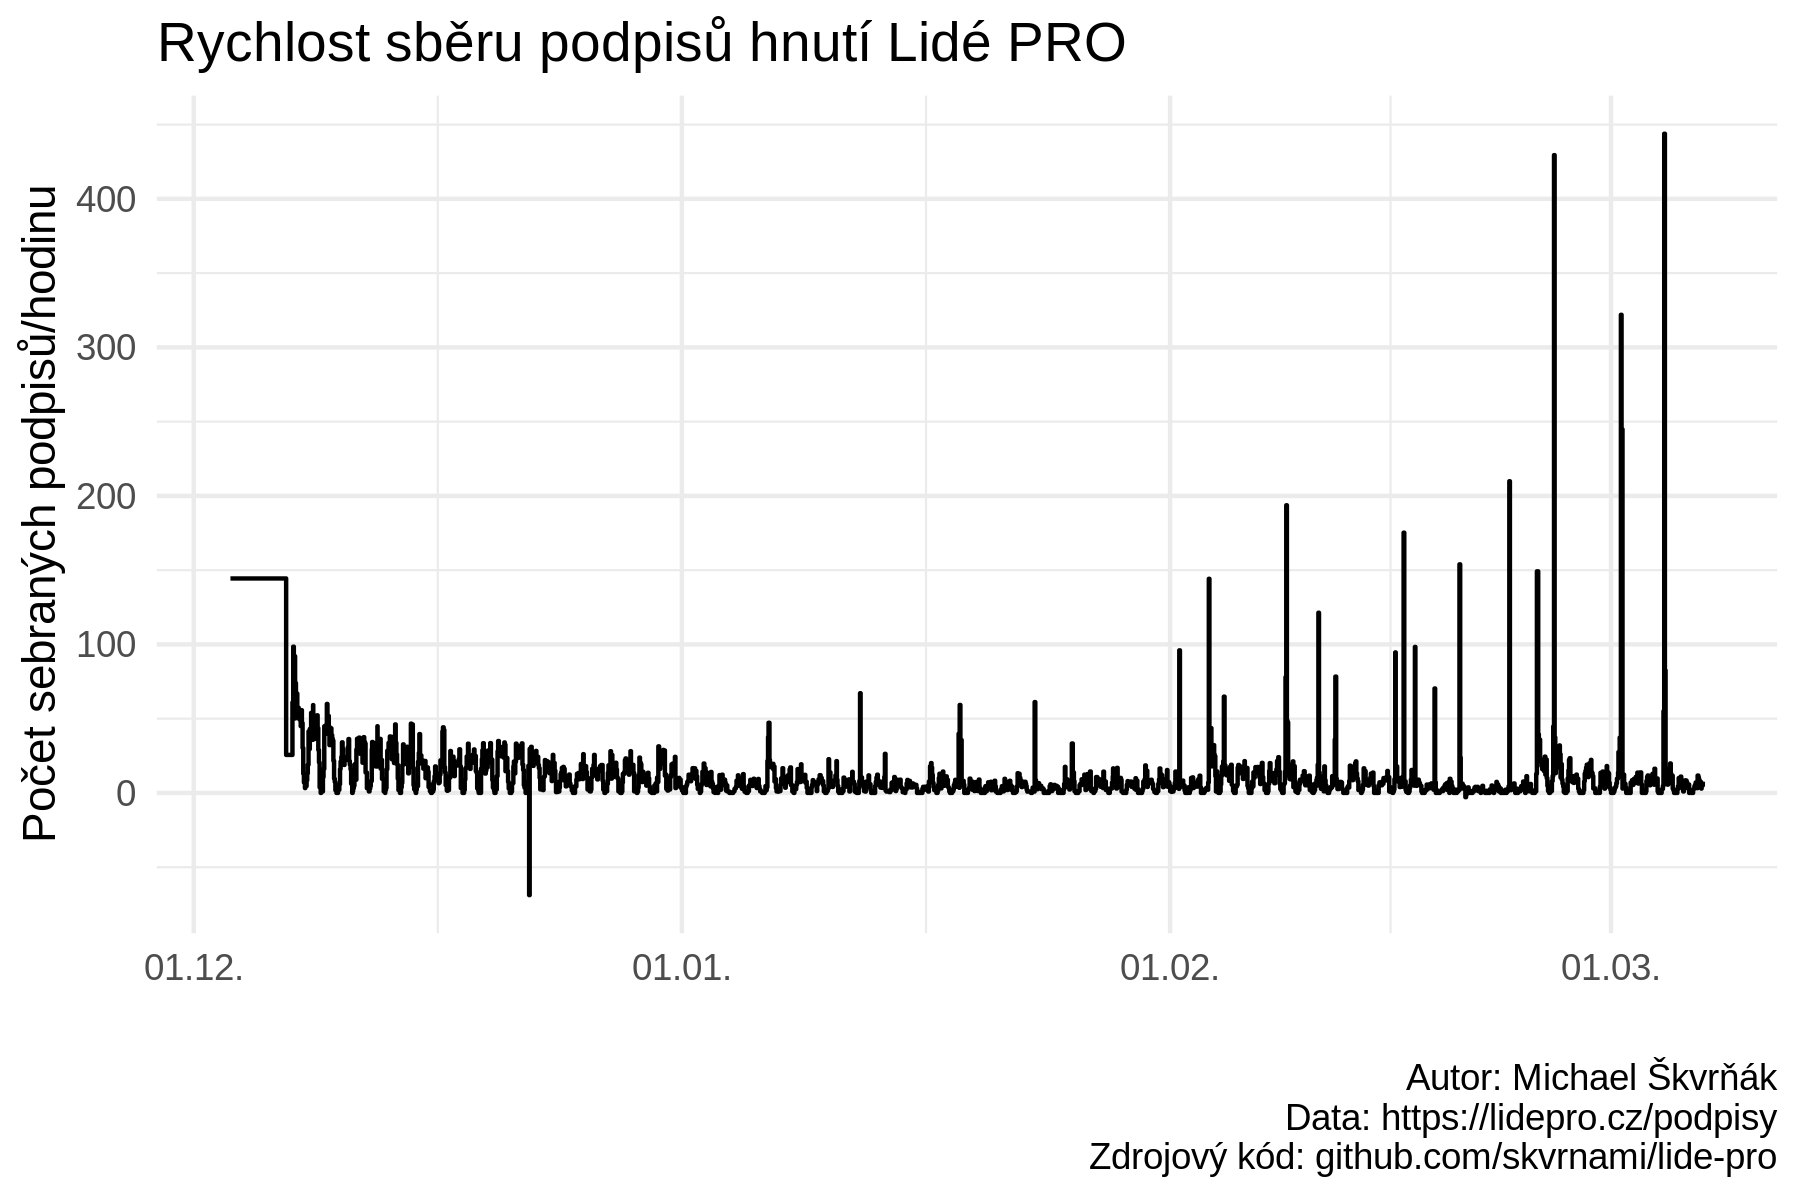 Rychlost sběru podpisů hnutí Lidé PRO
Počet sebraných podpisů/hodinu
400
300
200
100
0
01.12.
01.01.
01.02.
01.03.
Autor: Michael Škvrňák
Data: https://lidepro.cz/podpisy
Zdrojový kód: github.com/skvrnami/lide-pro